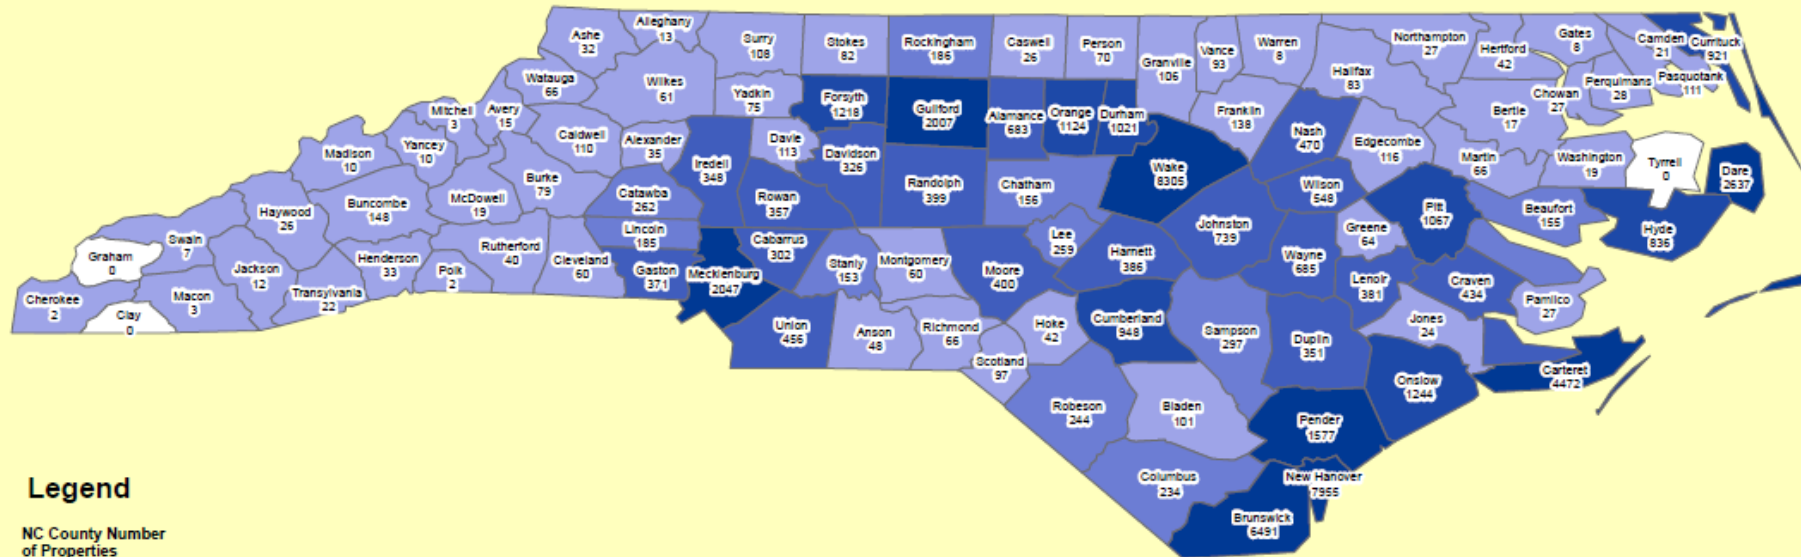 Ashe
32
Alleghany
13
Surry
108
Stokes
82
Rockingham
186
Caswell
26
Person
70
Granville
106
Vance
93
Warren
8
Northampton
27
Hertford
42
Gates
8
Camden
21
Currituck
921
Watauga
66
Wilkes
61
Yadkin
75
Forsyth
1218
Guilford
2007
Alamance
683
Orange
1124
Durham
1021
Franklin
138
Halifax
83
Bertie
17
Chowan
27
Perquimans
28
Pasquotank
111
Mitchell
3
Avery
15
Caldwell
110
Alexander
35
Iredell
348
Davie
113
Davidson
326
Randolph
399
Chatham
156
Wake
8305
Nash
470
Edgecombe
116
Martin
66
Washington
19
Tyrrell
0
Dare
2637
Madison
10
Yancey
10
Burke
79
McDowell
19
Catawba
262
Rowan
357
Lincoln
185
Wilson
548
Pitt
1067
Beaufort
155
Hyde
836
Graham
0
Swain
7
Haywood
26
Buncombe
148
Rutherford
40
Cleveland
60
Gaston
371
Mecklenburg
2047
Cabarrus
302
Stanly
153
Montgomery
60
Moore
400
Lee
259
Harnett
386
Johnston
739
Wayne
685
Greene
64
Lenoir
381
Craven
434
Pamlico
27
Cherokee
2
Clay
0
Macon
3
Jackson
12
Transylvania
22
Henderson
33
Polk
2
Union
456
Anson
48
Richmond
66
Scotland
97
Hoke
42
Cumberland
948
Sampson
297
Duplin
351
Jones
24
Onslow
1244
Carteret
4472
Robeson
244
Bladen
101
Pender
1577
Columbus
234
New Hanover
7955
Brunswick
6491
Legend
NC County Number
of Properties